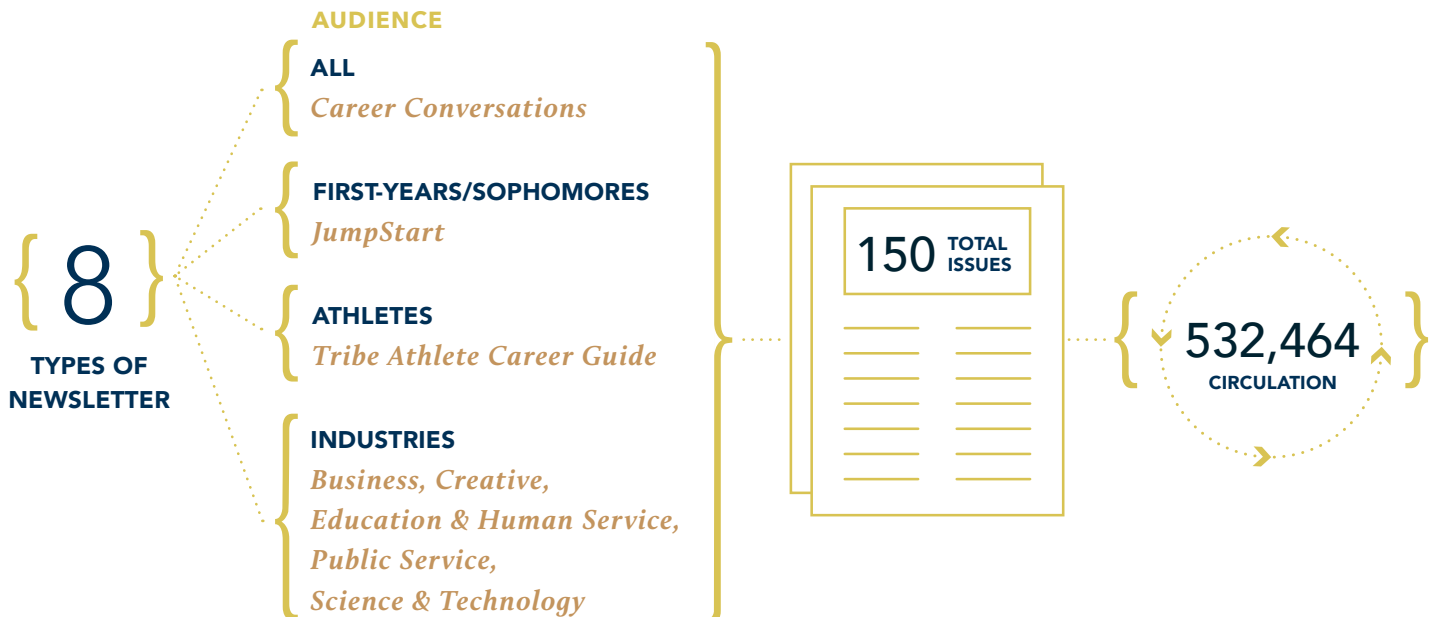 8
TYPES OF
NEWSLETTER
AUDIENCE
ALL
Career Conversations
FIRST-YEARS/SOPHOMORES
JumpStart
ATHLETES
Tribe Athlete Career Guide
INDUSTRIES
Business, Creative,
Education & Human Service,
Public Service,
Science & Technology
150 TOTAL
ISSUES
532,464
CIRCULATION